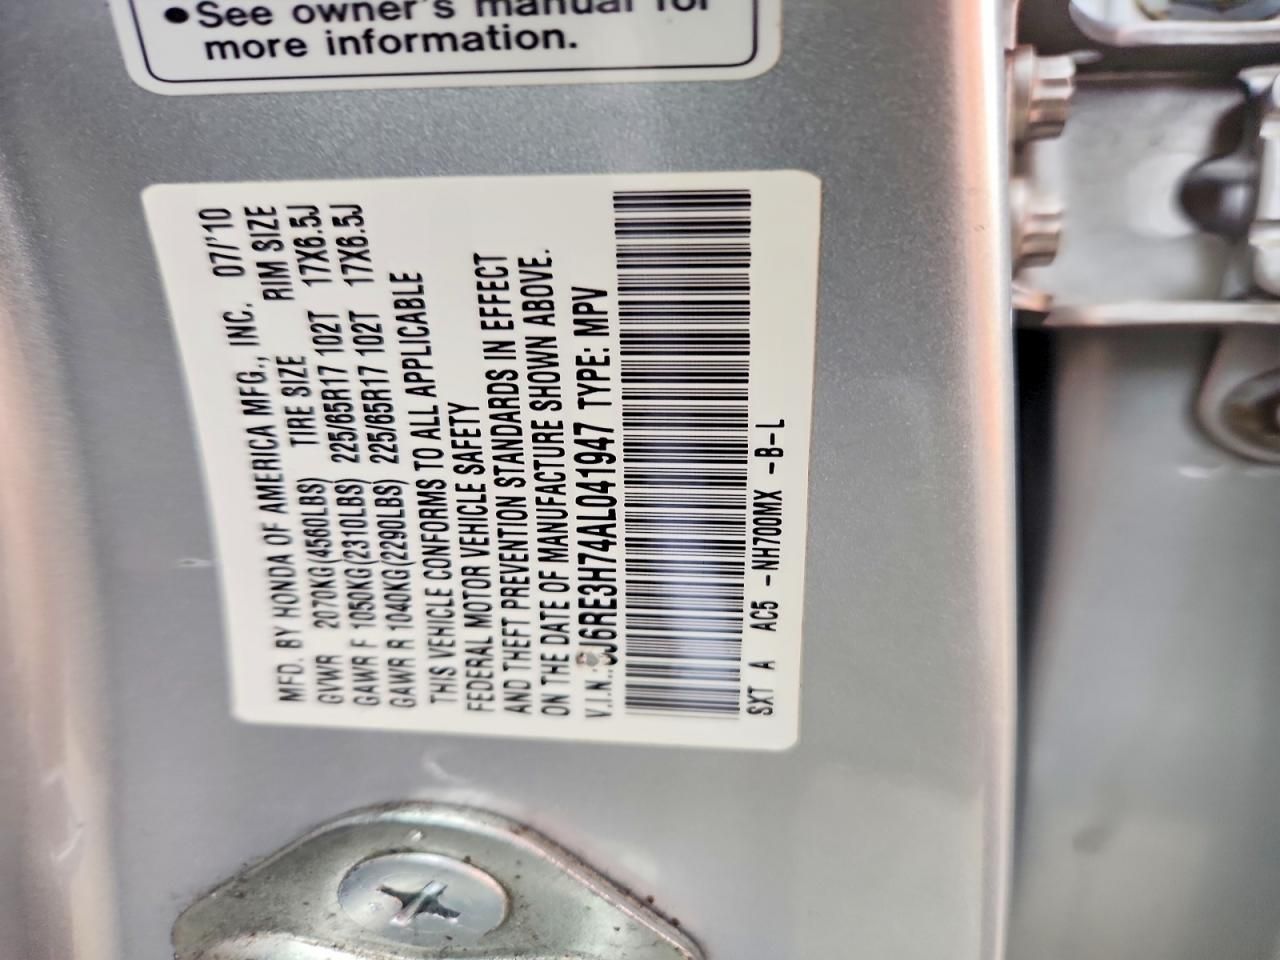 ●See owner's manual for
more information.
MFD. BY HONDA OF AMERICA MFG., INC. 07/'10
GVWR 2070KG(4560LBS) TIRE SIZE RIM SIZE
GAWR F 1050KG(2310LBS) 225/65R17 102T 17X6.5J
GAWR R 1040KG(2290LBS) 225/65R17 102T 17X6.5J
THIS VEHICLE CONFORMS TO ALL APPLICABLE
FEDERAL MOTOR VEHICLE SAFETY
AND THEFT PREVENTION STANDARDS IN EFFECT
ON THE DATE OF MANUFACTURE SHOWN ABOVE.
V.I.N.:5J6RE3H74AL041947 TYPE: MPV
SXT A AC5 -NH700MX -B-L